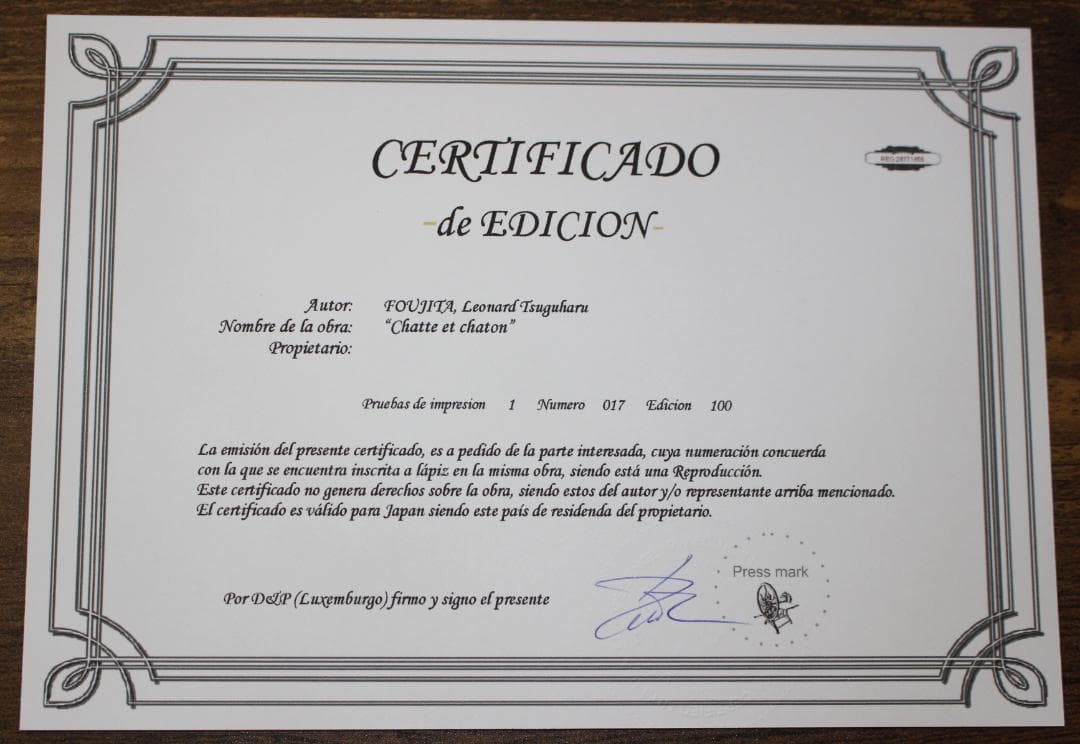 CERTIFICADO
-de EDICION-
Autor: FOUJITA, Leonard Tsuguharu
Nombre de la obra: "Chatte et chaton"
Propietario:
Pruebas de impresion 1 Numero 017 Edicion 100
La emisión del presente certificado, es a pedido de la parte interesada, cuya numeración concuerda
con la que se encuentra inscrita a lápiz en la misma obra, siendo está una Reproducción.
Este certificado no genera derechos sobre la obra, siendo estos del autor y/o representante arriba mencionado.
El certificado es válido para Japan siendo este país de residenda del propietario.
Press mark
Por D&P (Luxemburgo) firmo y signo el presente